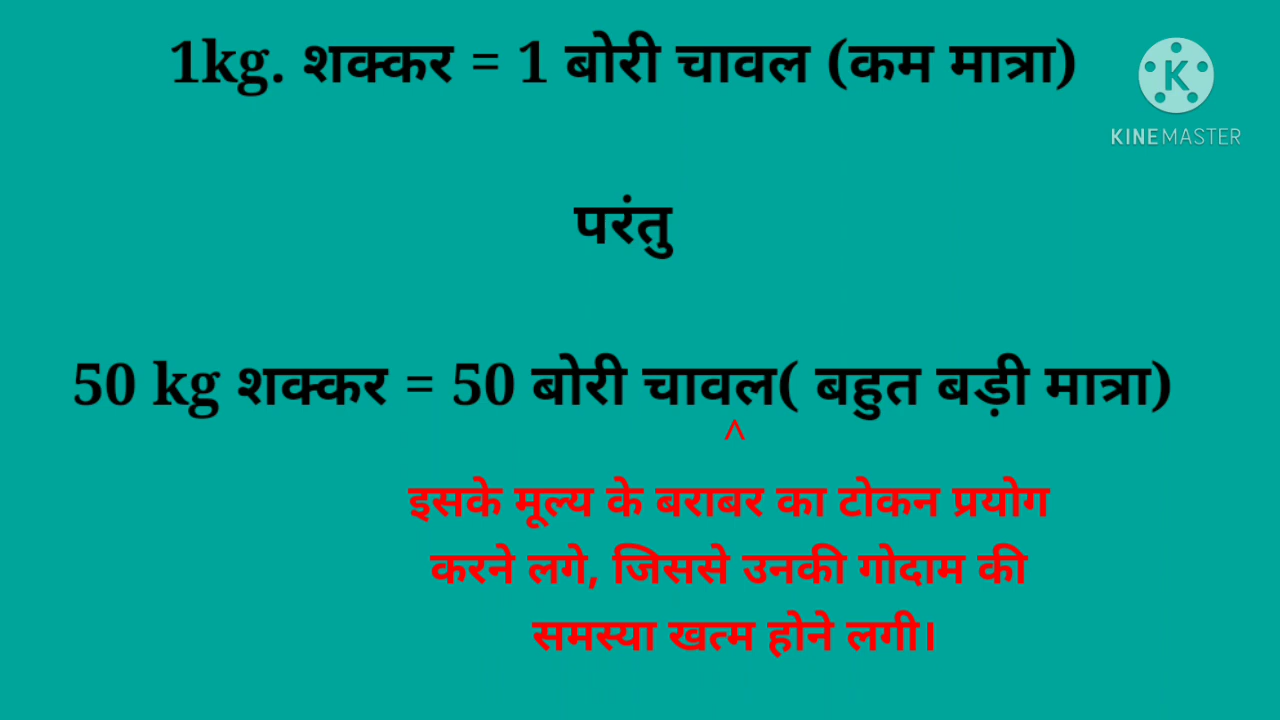 1kg. शक्कर = 1 बोरी चावल (कम मात्रा)
KINEMASTER
परंतु
50 kg शक्कर = 50 बोरी चावल( बहुत बड़ी मात्रा)
^
इसके मूल्य के बराबर का टोकन प्रयोग
करने लगे, जिससे उनकी गोदाम की
समस्या खत्म होने लगी।